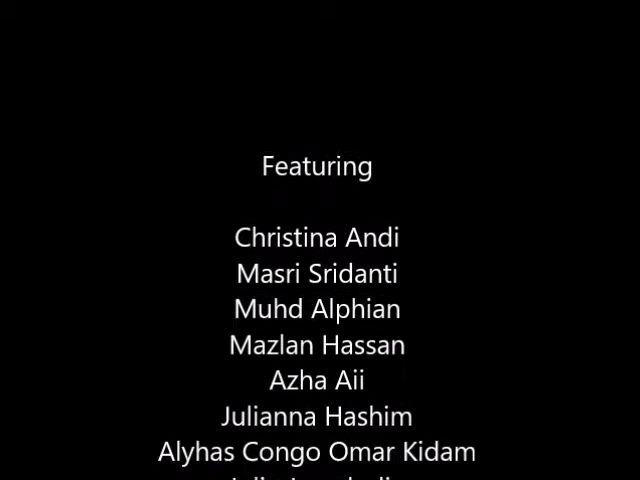 Featuring
Christina Andi
Masri Sridanti
Muhd Alphian
Mazlan Hassan
Azha Aii
Julianna Hashim
Alyhas Congo Omar Kidam